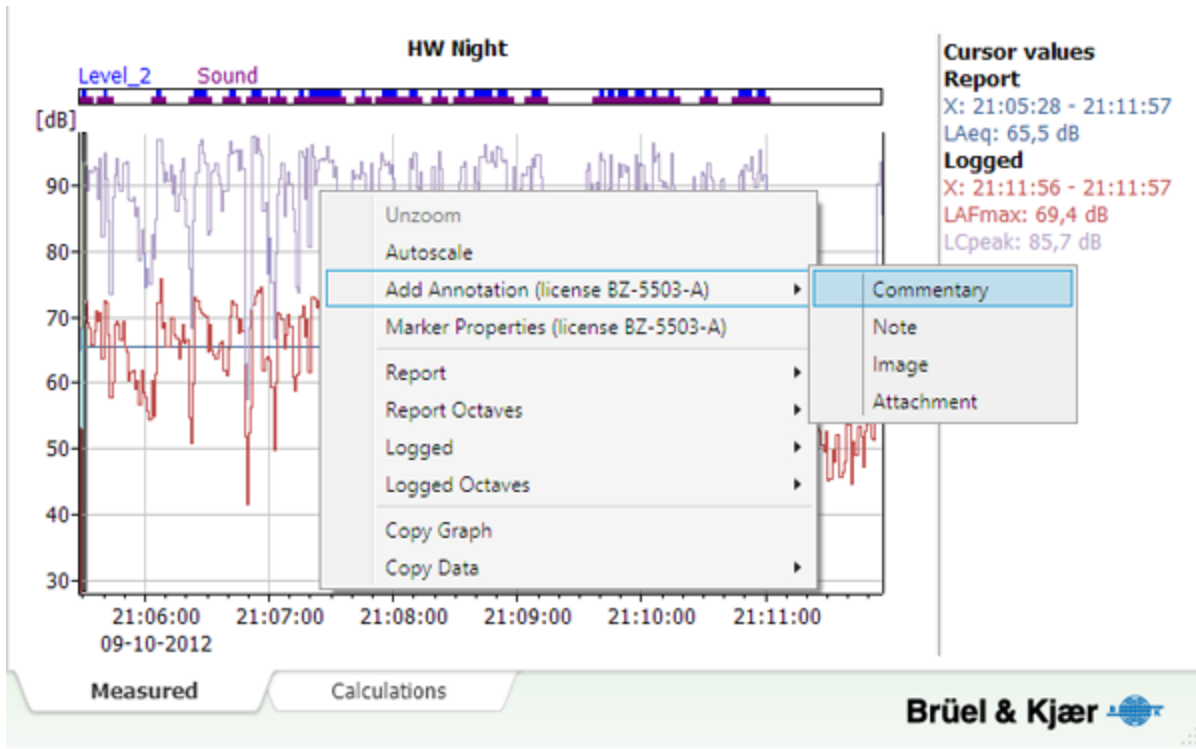 HW Night
Level_2 Sound
[dB]
90
80
70
60
50
40
30
21:06:00 21:07:00 21:08:00 21:09:00 21:10:00 21:11:00
09-10-2012
Cursor values
Report
X: 21:05:28 - 21:11:57
LAeq: 65,5 dB
Logged
X: 21:11:56 - 21:11:57
LAFmax: 69,4 dB
LCpeak: 85,7 dB
Unzoom
Autoscale
Add Annotation (license BZ-5503-A)
Marker Properties (license BZ-5503-A)
Report
Report Octaves
Logged
Logged Octaves
Copy Graph
Copy Data
Commentary
Note
Image
Attachment
Measured Calculations
Brüel & Kjær